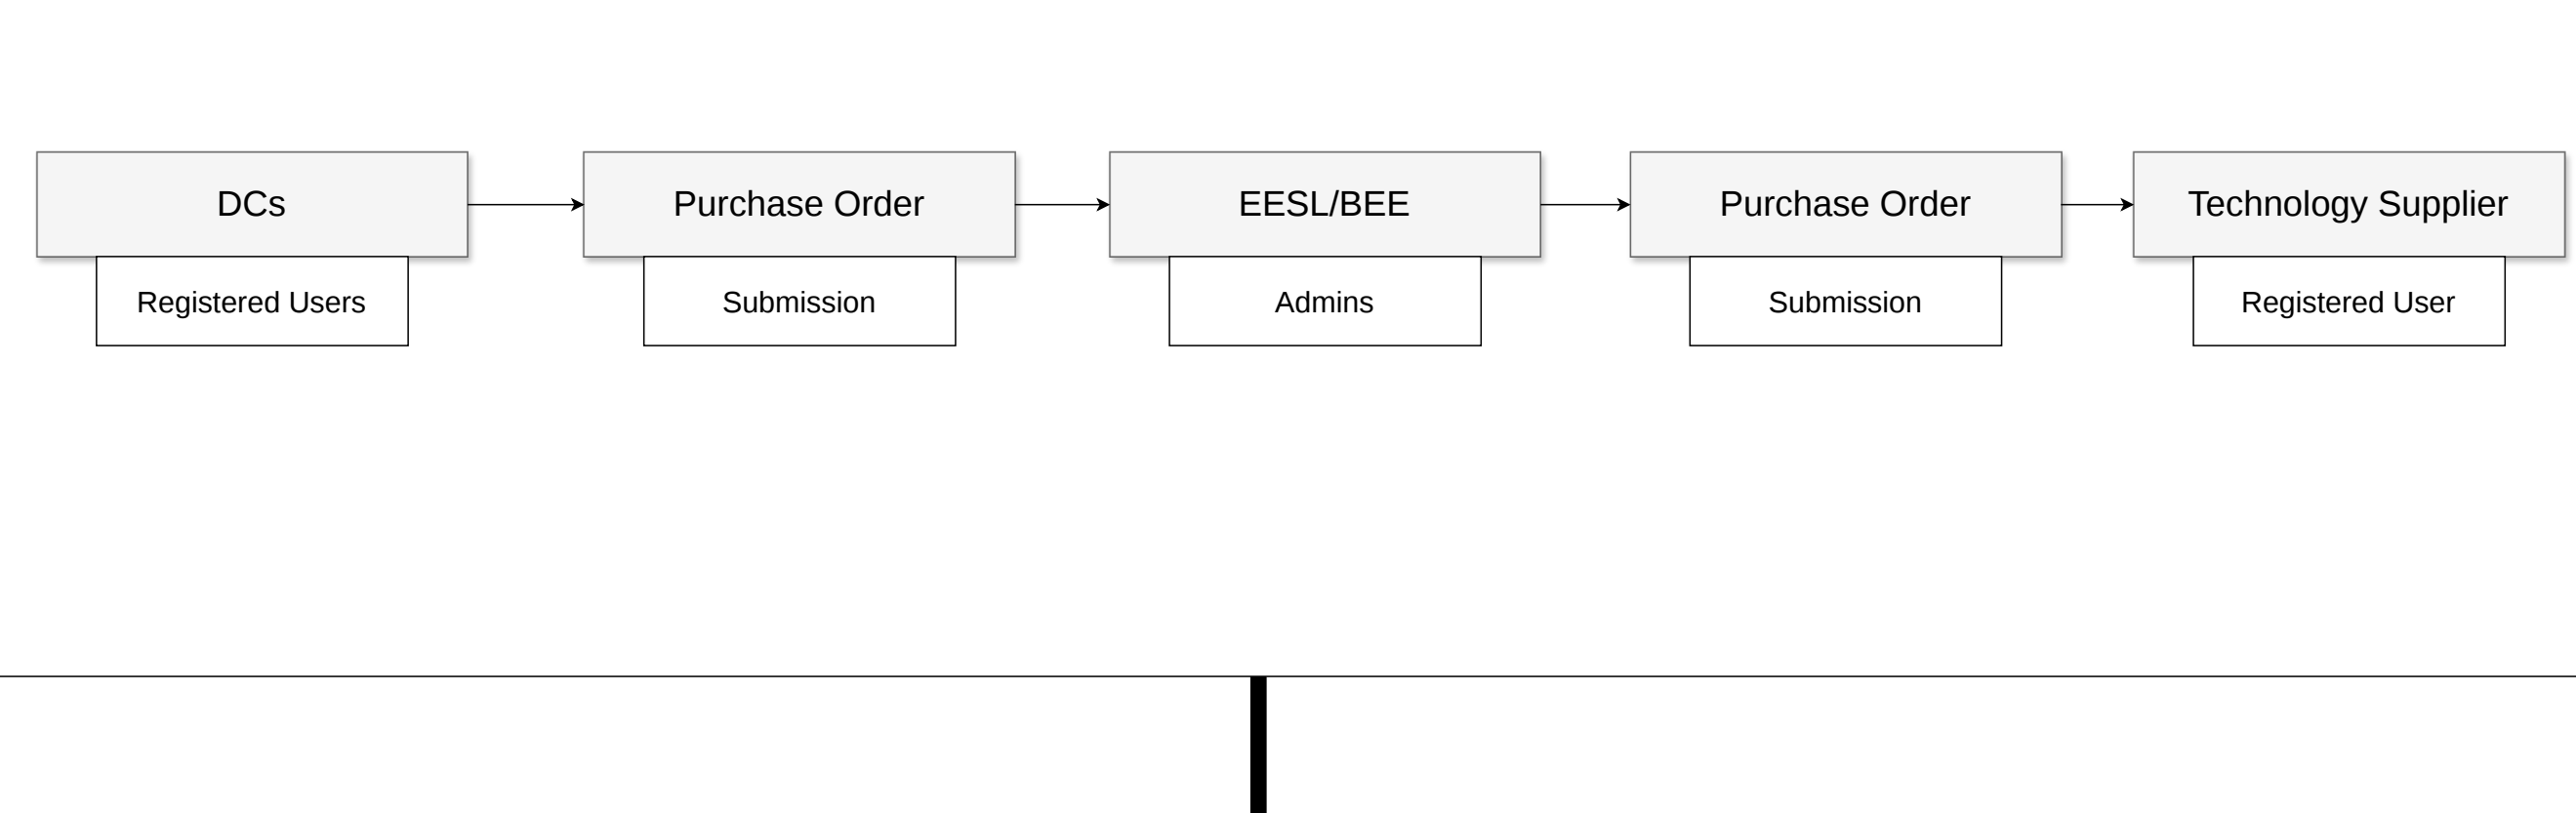 DCs
Purchase Order
EESL/BEE
Purchase Order
Technology Supplier
Registered Users
Submission
Admins
Submission
Registered User